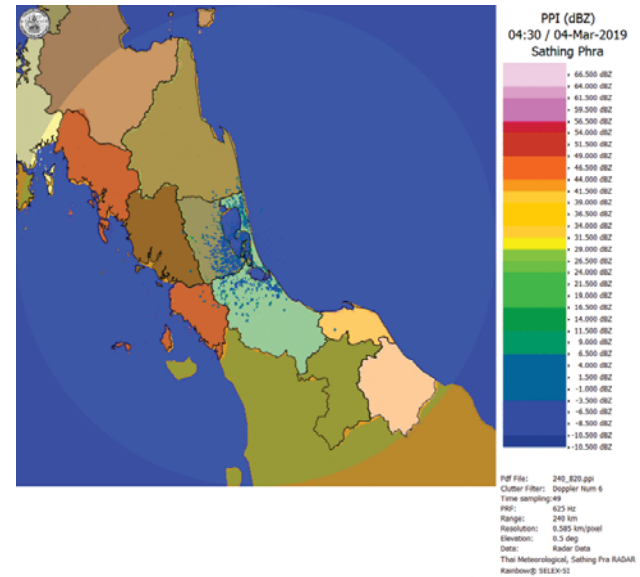 PPI (dBZ)
04:30 / 04-Mar-2019
Sathing Phra
66.500 dBZ
64.000 dBZ
61.500 dBZ
59.500 dBZ
56.500 dBZ
54.000 dBZ
51.500 dBZ
49.000 dBZ
46.500 dBZ
44.000 dBZ
41.500 dBZ
39.000 dBZ
36.500 dBZ
34.000 dBZ
31.500 dBZ
29.000 dBZ
26.500 dBZ
24.000 dBZ
21.500 dBZ
19.000 dBZ
16.500 dBZ
14.000 dBZ
11.500 dBZ
9.000 dBZ
6.500 dBZ
4.000 dBZ
1.500 dBZ
-1.000 dBZ
-3.500 dBZ
-6.500 dBZ
-8.500 dBZ
-10.500 dBZ
-10.500 dBZ
Pdf File: 240_820.ppi
Clutter Filter: Doppler Num 6
Time sampling:49
PRF: 625 Hz
Range: 240 km
Resolution: 0.585 km/pixel
Elevation: 0.5 deg
Data: Radar Data
Thai Meteorological, Sathing Pra RADAR
Rainbow® SELEX-SI